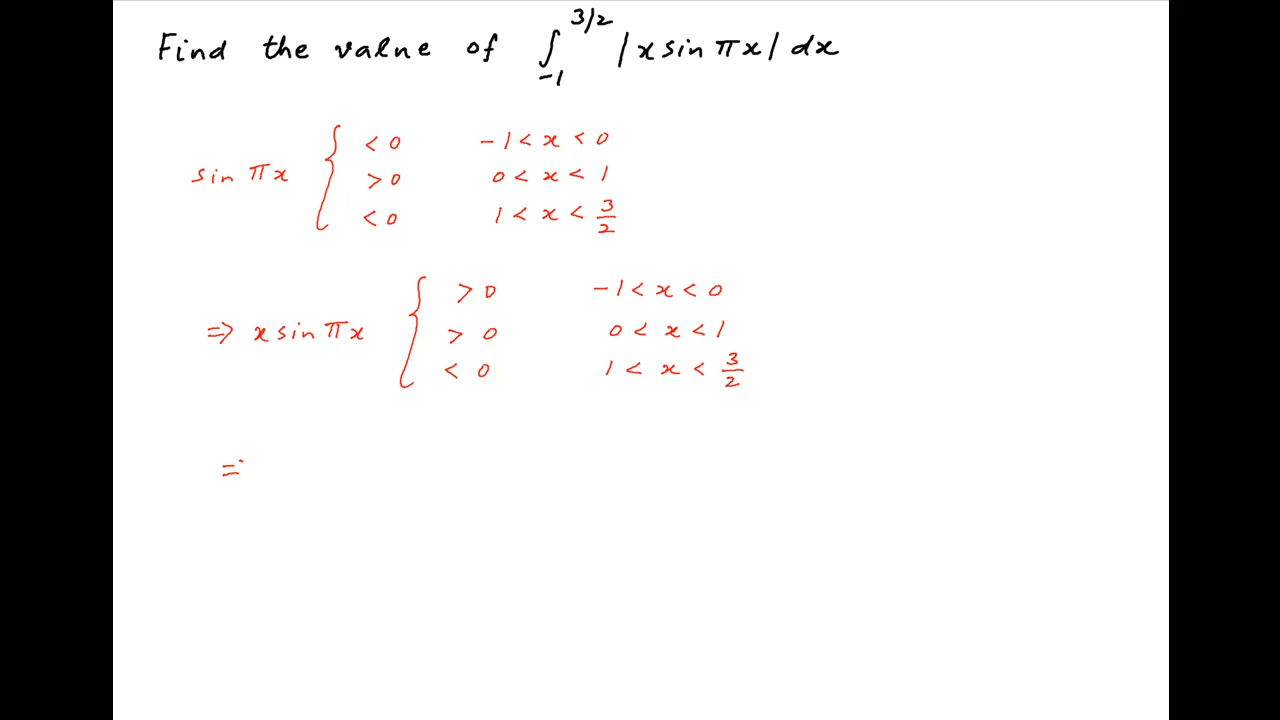 Find the value of ∫_{-1}^{3/2} |x sin πx| dx
sin πx { < 0   -1 < x < 0
> 0   0 < x < 1
< 0   1 < x < 3/2
=> x sin πx { > 0   -1 < x < 0
> 0   0 < x < 1
< 0   1 < x < 3/2
=